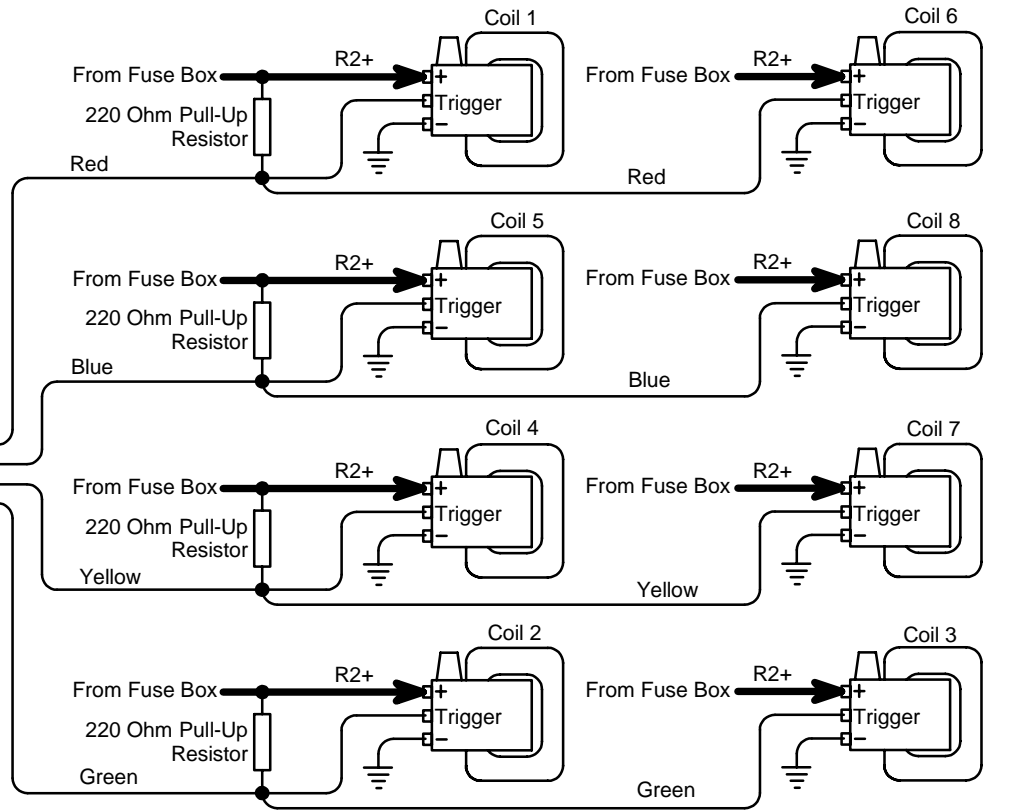 Coil 1
Coil 6
From Fuse Box
R2+
+
From Fuse Box
R2+
+
220 Ohm Pull-Up
Resistor
Trigger
Trigger
−
−
Red
Red
Coil 5
Coil 8
From Fuse Box
R2+
+
From Fuse Box
R2+
+
220 Ohm Pull-Up
Resistor
Trigger
Trigger
−
−
Blue
Blue
Coil 4
Coil 7
From Fuse Box
R2+
+
From Fuse Box
R2+
+
220 Ohm Pull-Up
Resistor
Trigger
Trigger
−
−
Yellow
Yellow
Coil 2
Coil 3
From Fuse Box
R2+
+
From Fuse Box
R2+
+
220 Ohm Pull-Up
Resistor
Trigger
Trigger
−
−
Green
Green